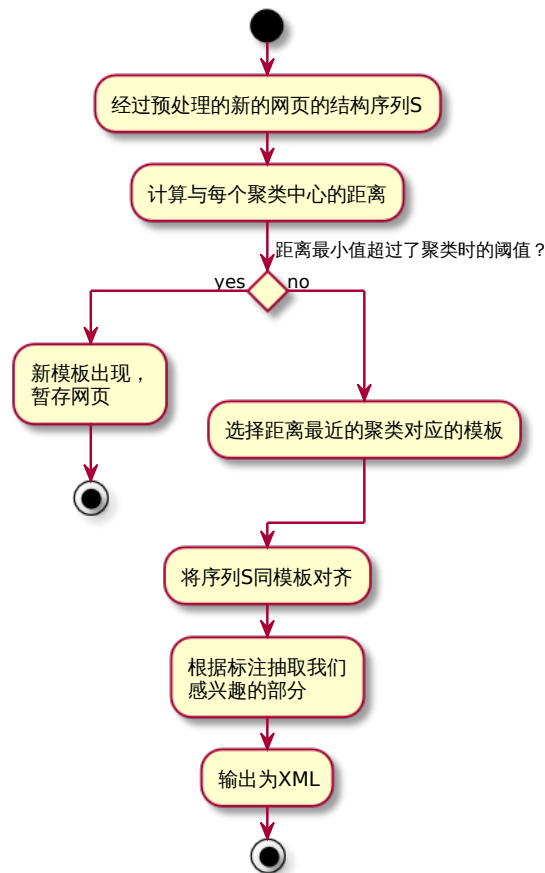 经过预处理的新的网页的结构序列S
计算与每个聚类中心的距离
距离最小值超过了聚类时的阈值？
yes
no
新模板出现，
暂存网页
选择距离最近的聚类对应的模板
将序列S同模板对齐
根据标注抽取我们
感兴趣的部分
输出为XML